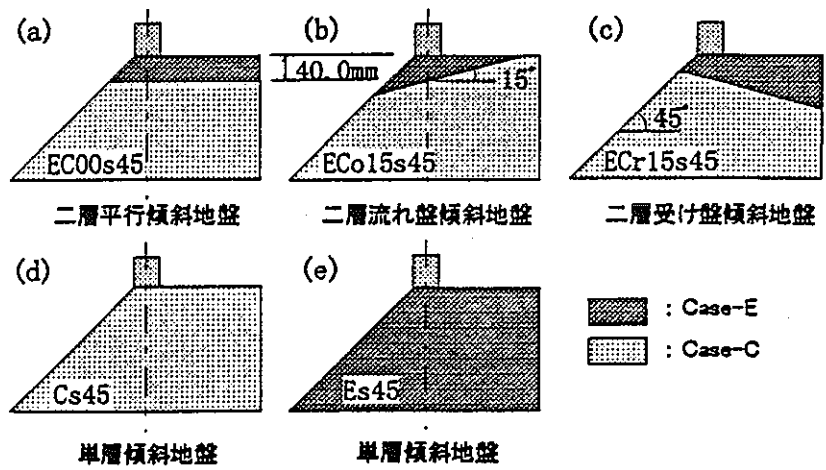 (a)
(b)
(c)
40.0mm
15°
45°
EC00s45
ECo15s45
ECr15s45
二層平行傾斜地盤
二層流れ盤傾斜地盤
二層受け盤傾斜地盤
(d)
(e)
: Case-E
: Case-C
Cs45
Es45
単層傾斜地盤
単層傾斜地盤